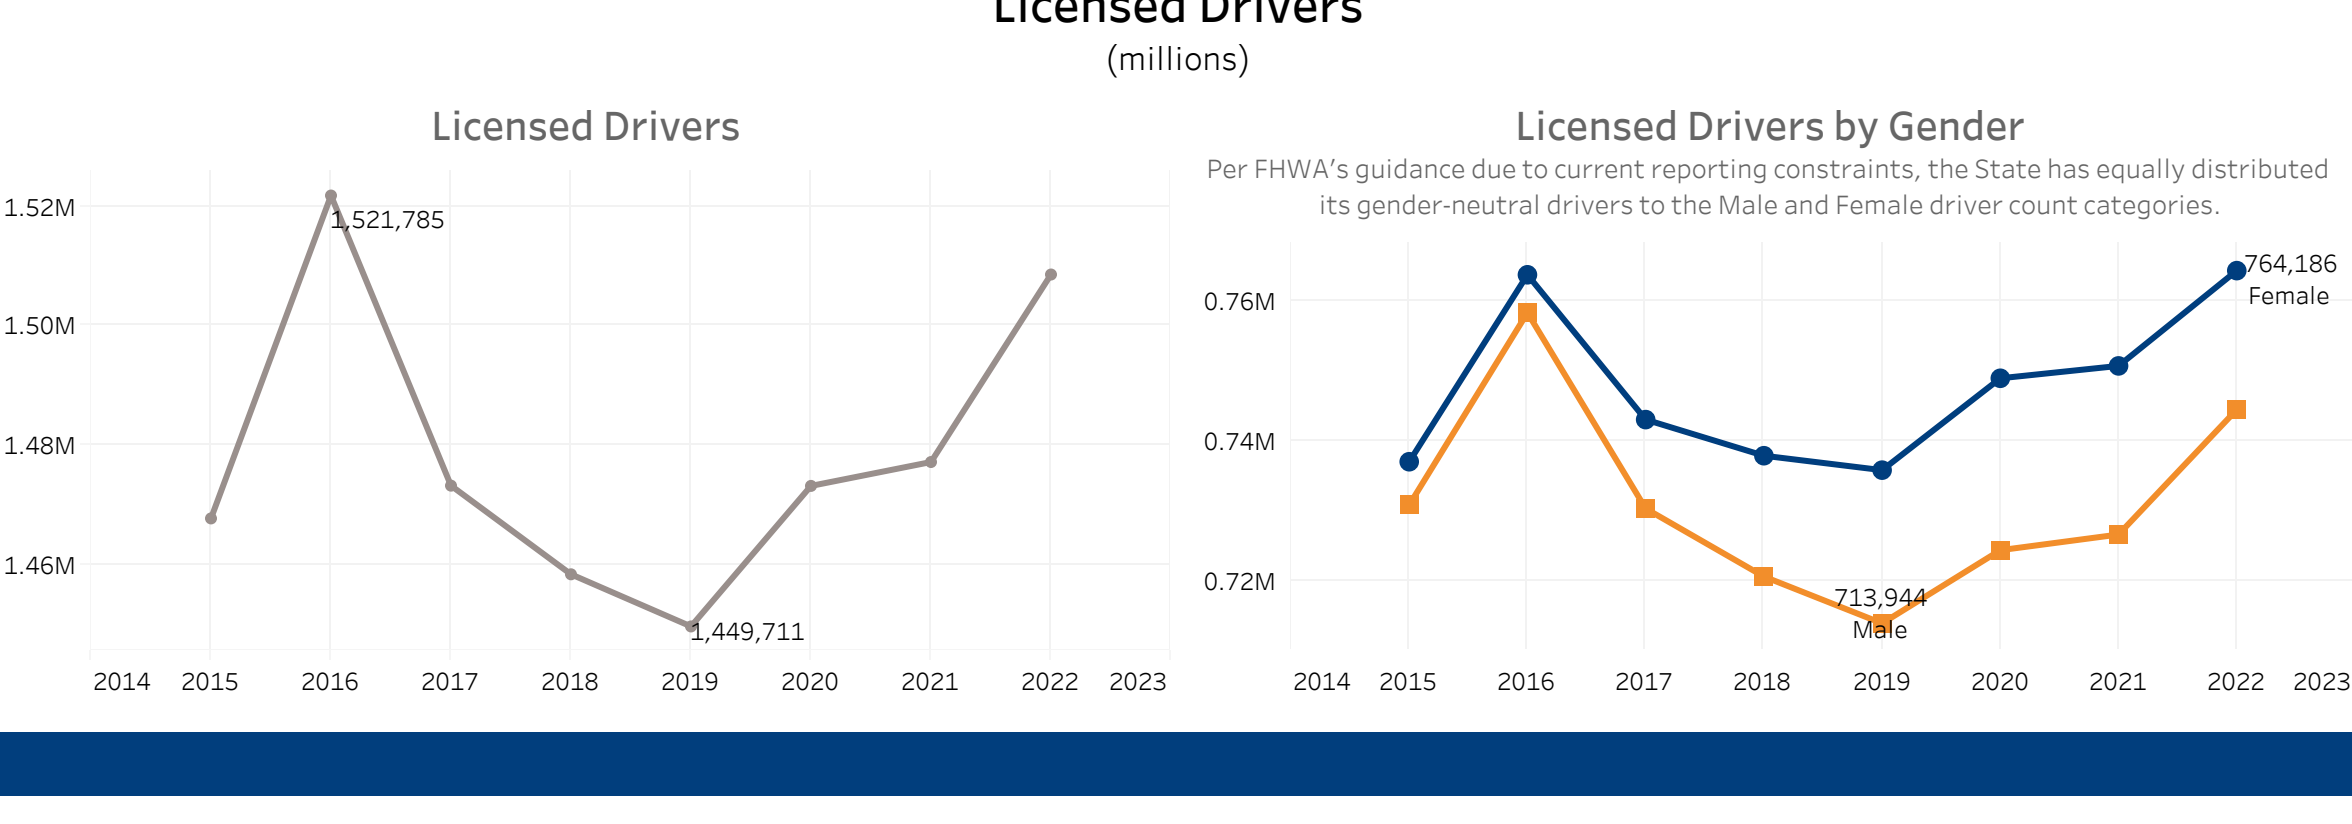 Licensed Drivers
(millions)
Licensed Drivers
1.52M
1.50M
1.48M
1.46M
1,521,785
1,449,711
2014 2015 2016 2017 2018 2019 2020 2021 2022 2023
Licensed Drivers by Gender
Per FHWA’s guidance due to current reporting constraints, the State has equally distributed
its gender-neutral drivers to the Male and Female driver count categories.
0.76M
0.74M
0.72M
764,186
Female
713,944
Male
2014 2015 2016 2017 2018 2019 2020 2021 2022 2023